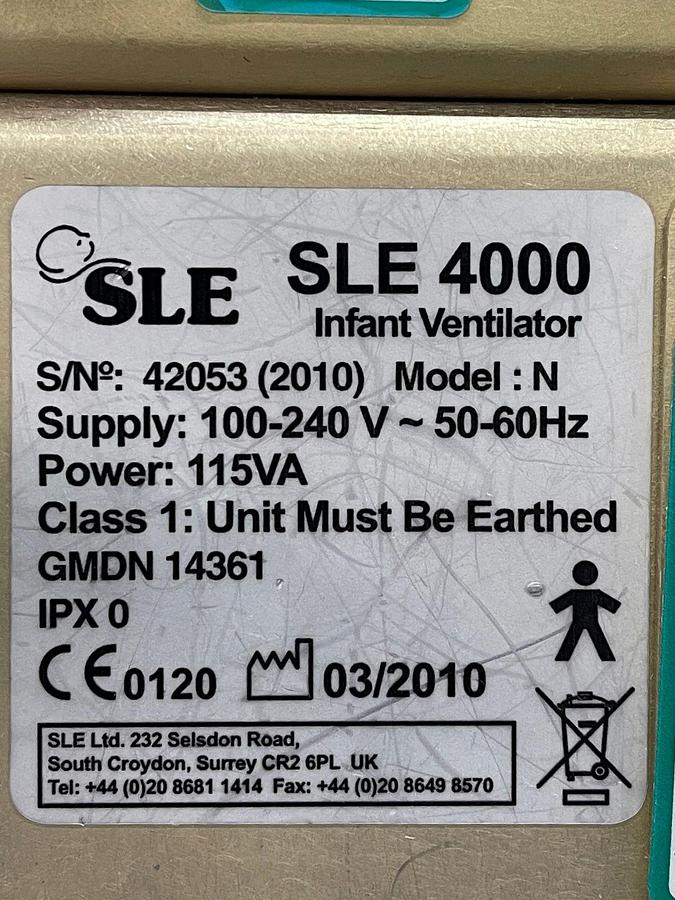 SLE SLE 4000
Infant Ventilator
S/Nº: 42053 (2010) Model : N
Supply: 100-240 V ~ 50-60Hz
Power: 115VA
Class 1: Unit Must Be Earthed
GMDN 14361
IPX 0
CE 0120 03/2010
SLE Ltd. 232 Selsdon Road,
South Croydon, Surrey CR2 6PL UK
Tel: +44 (0)20 8681 1414 Fax: +44 (0)20 8649 8570